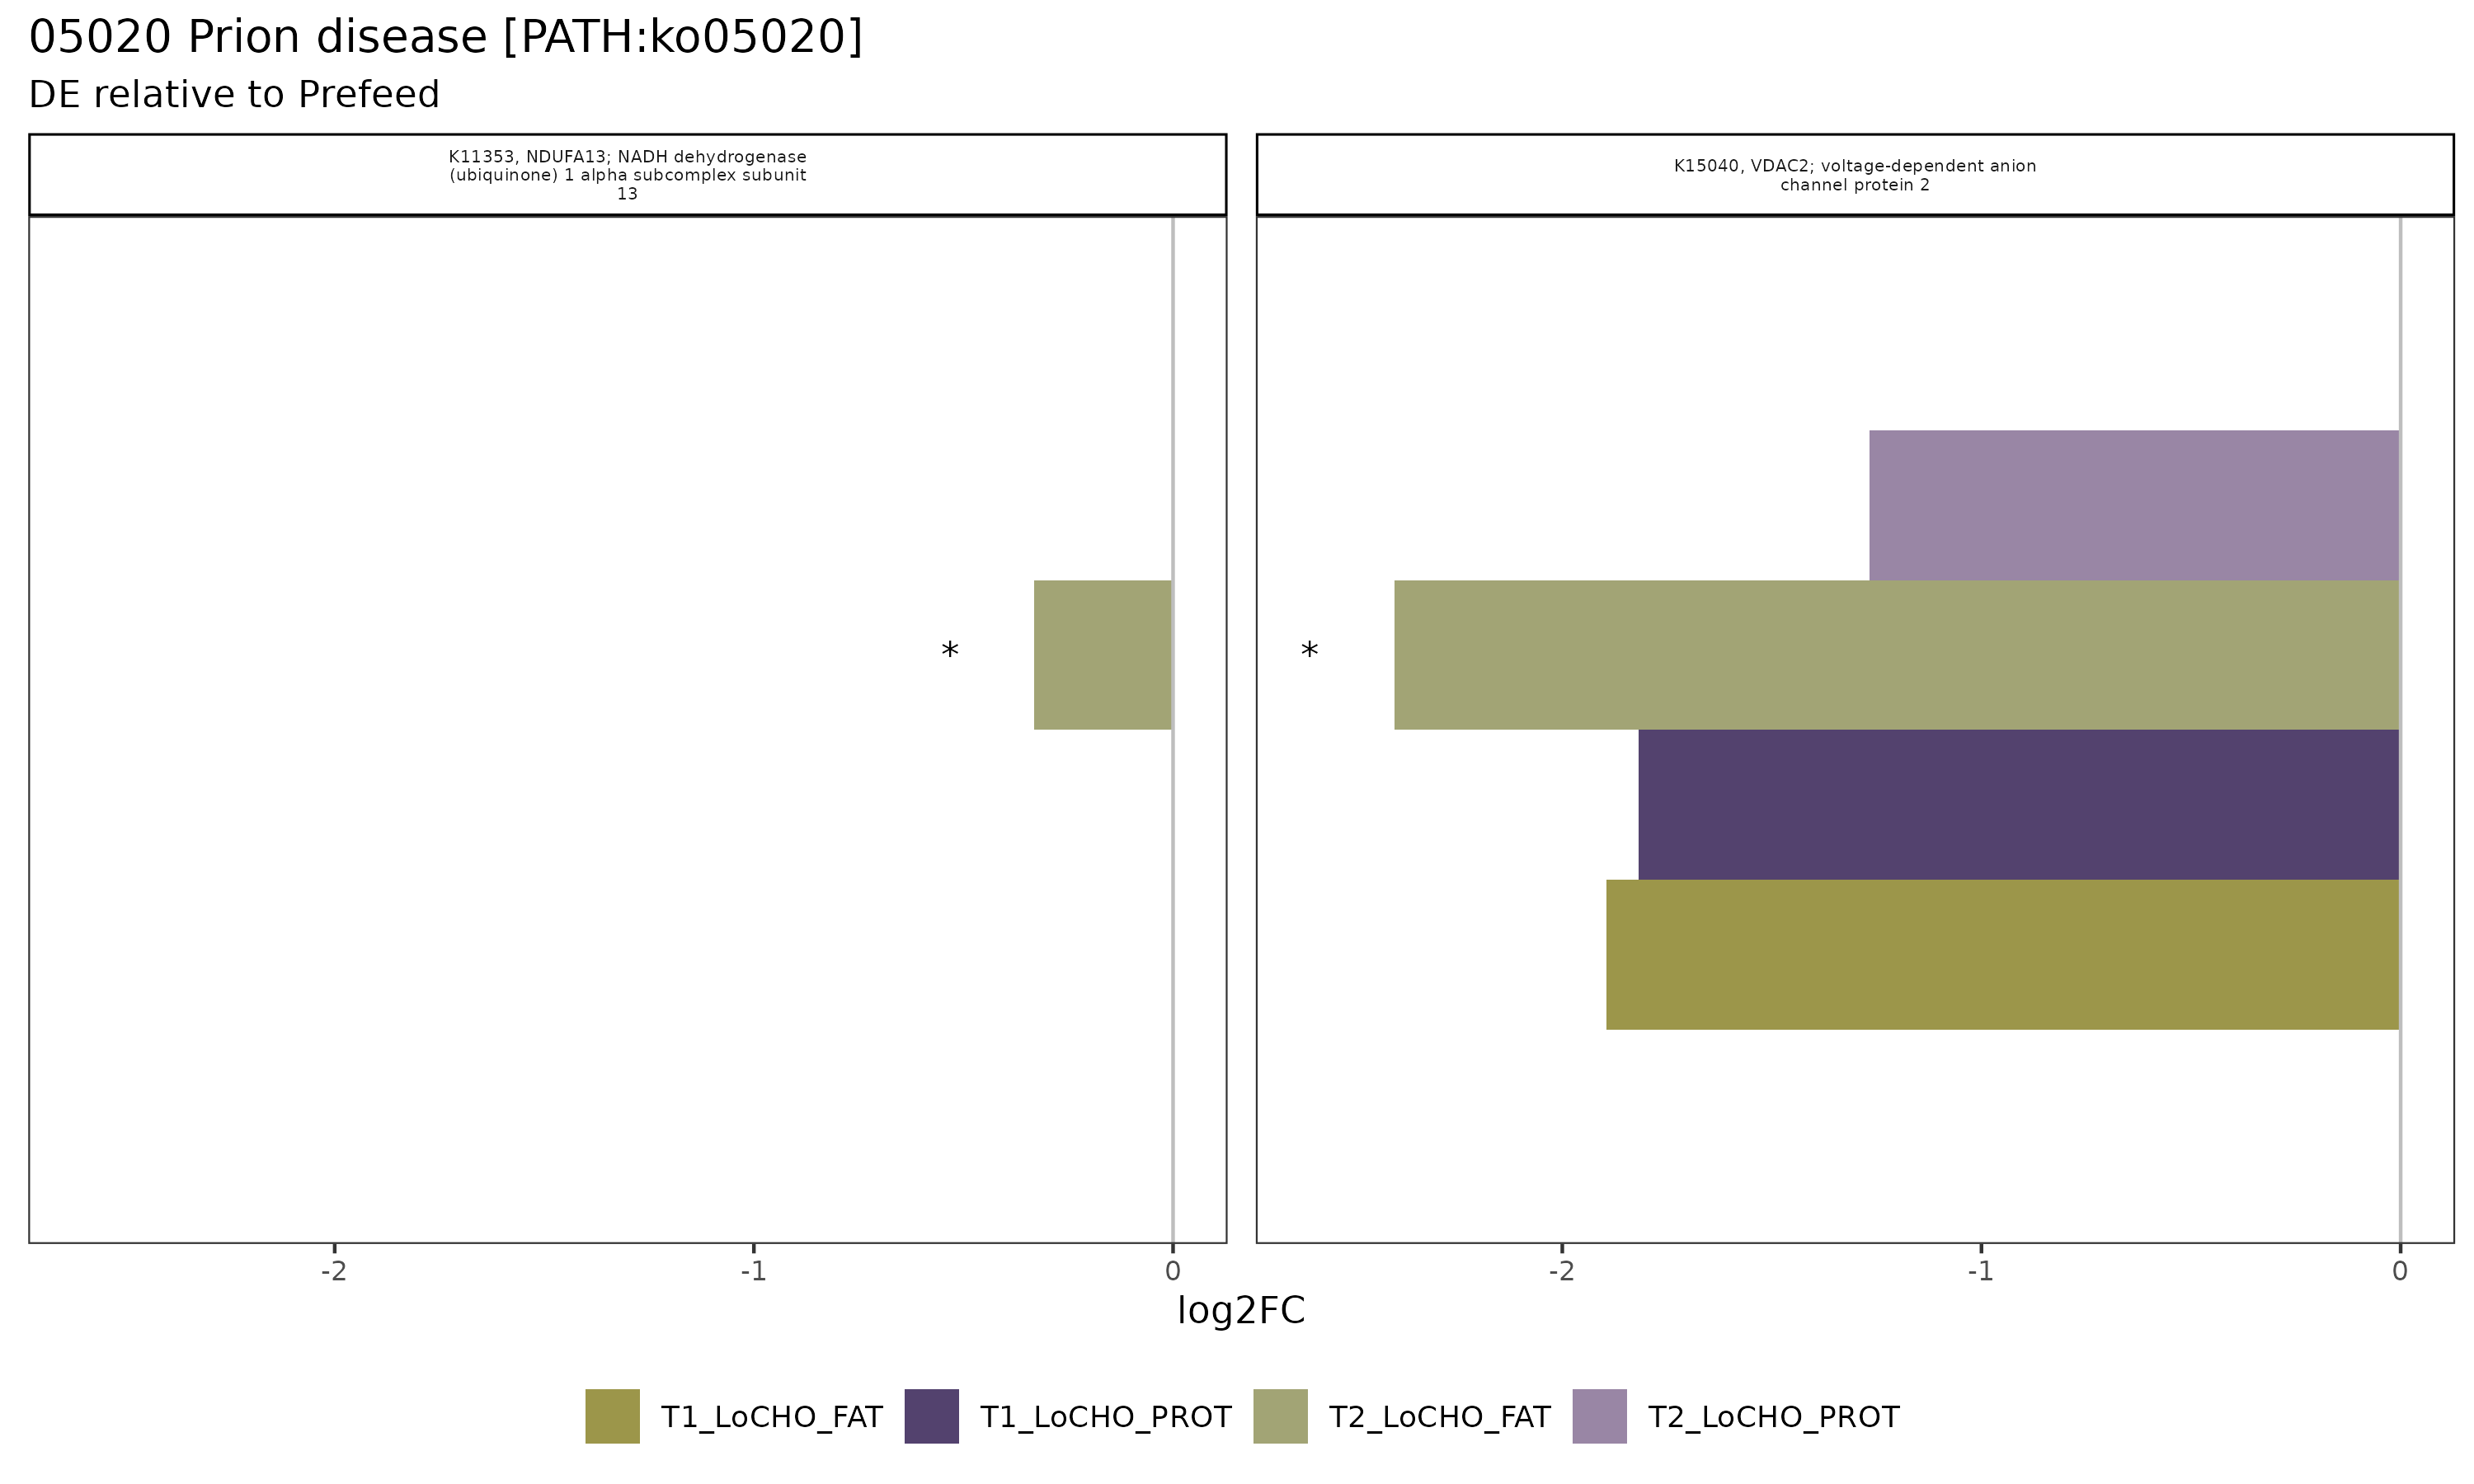 05020 Prion disease [PATH:ko05020]
DE relative to Prefeed
K11353, NDUFA13; NADH dehydrogenase
(ubiquinone) 1 alpha subcomplex subunit
13
K15040, VDAC2; voltage-dependent anion
channel protein 2
*
*
-2 -1 0
-2 -1 0
log2FC
T1_LoCHO_FAT T1_LoCHO_PROT T2_LoCHO_FAT T2_LoCHO_PROT